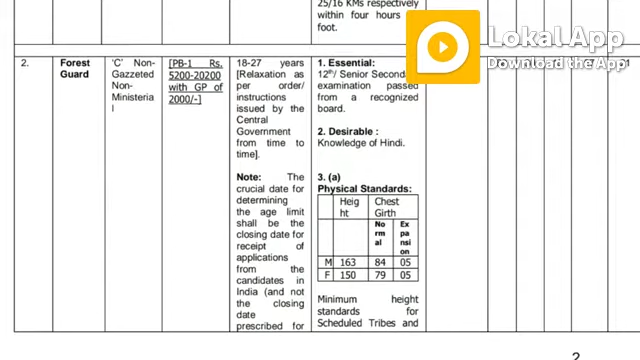 25/16 KMs respectively
within four hours
foot.
Lokal App
Download the App
2.
Forest
Guard
‘C’ Non-
Gazzeted
Non-
Ministeria
l
[PB-1 Rs.
5200-20200
with GP of
2000/-]
18-27 years
[Relaxation as
per order/
instructions
issued by the
Central
Government
from time to
time].
Note: The
crucial date for
determining
the age limit
shall be the
closing date for
receipt of
applications
from the
candidates in
India (and not
the closing
date
prescribed for
1. Essential:
12th/ Senior Secondary
examination passed
from a recognized
board.
2. Desirable :
Knowledge of Hindi.
3. (a)
Physical Standards:
Heig
ht
Chest
Girth
No
rm
al
Ex
pa
nsi
on
M 163 84 05
F 150 79 05
Minimum height
standards for
Scheduled Tribes and
2